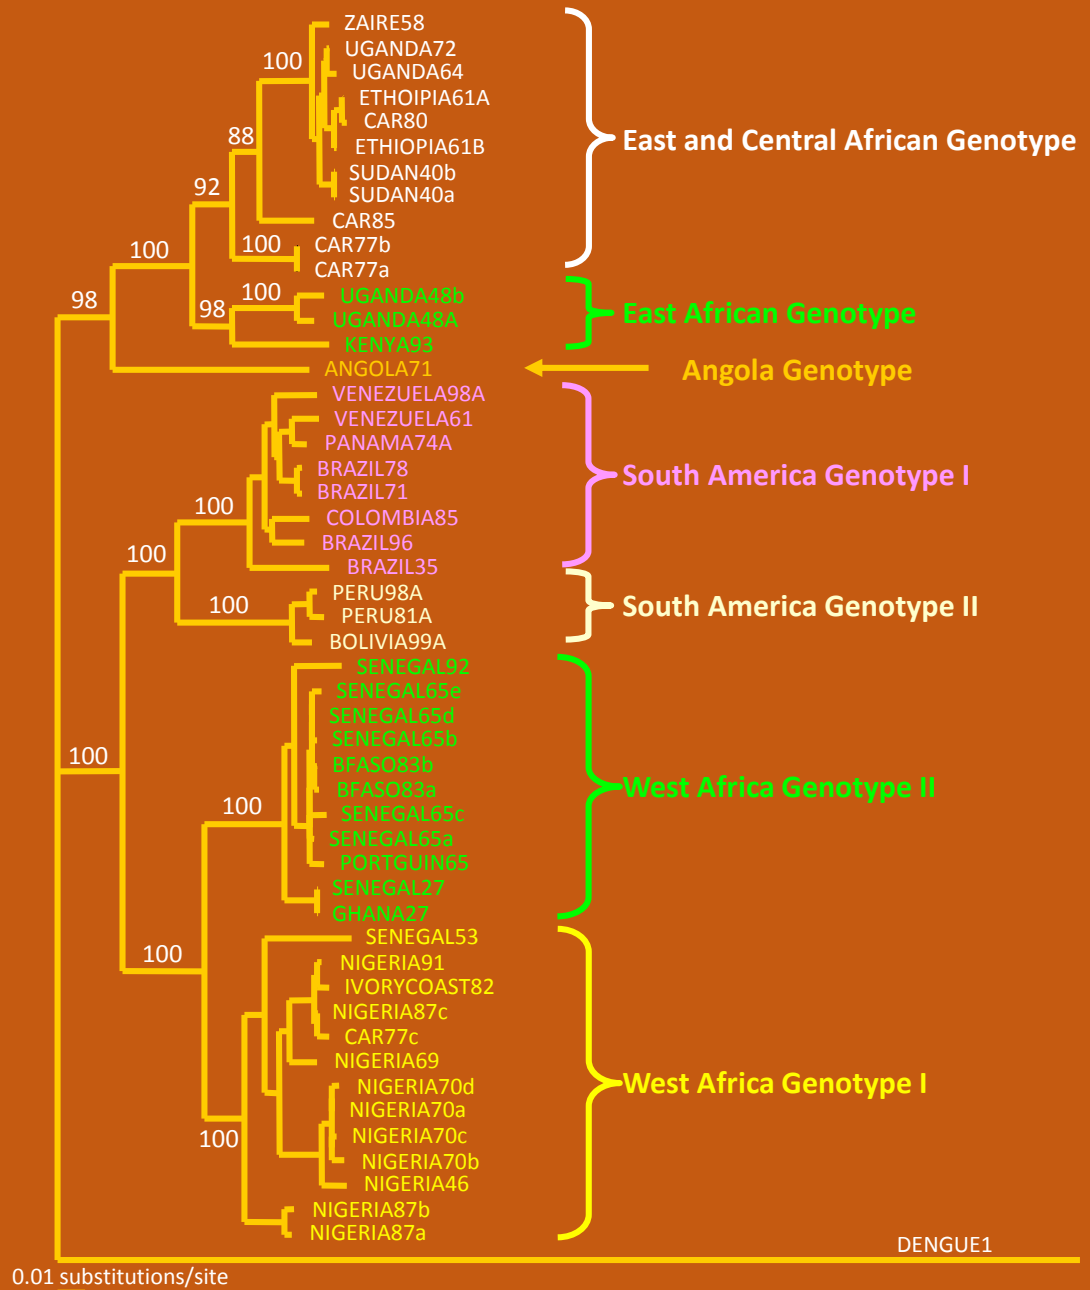 ZAIRE58
UGANDA72
100
UGANDA64
ETHOIPIA61A
CAR80
88
East and Central African Genotype
ETHIOPIA61B
SUDAN40b
92
SUDAN40a
CAR85
100
100
CAR77b
CAR77a
100
UGANDA48b
98
98
UGANDA48A
East African Genotype
KENYA93
ANGOLA71
Angola Genotype
VENEZUELA98A
VENEZUELA61
PANAMA74A
BRAZIL78
South America Genotype I
BRAZIL71
100
COLOMBIA85
BRAZIL96
100
BRAZIL35
PERU98A
100
South America Genotype II
PERU81A
BOLIVIA99A
SENEGAL92
SENEGAL65e
SENEGAL65d
SENEGAL65b
100
BFASO83b
BFASO83a
West Africa Genotype II
100
SENEGAL65c
SENEGAL65a
PORTGUIN65
SENEGAL27
GHANA27
SENEGAL53
100
NIGERIA91
IVORYCOAST82
NIGERIA87c
CAR77c
NIGERIA69
West Africa Genotype I
NIGERIA70d
NIGERIA70a
100
NIGERIA70c
NIGERIA70b
NIGERIA46
NIGERIA87b
NIGERIA87a
DENGUE1
0.01 substitutions/site